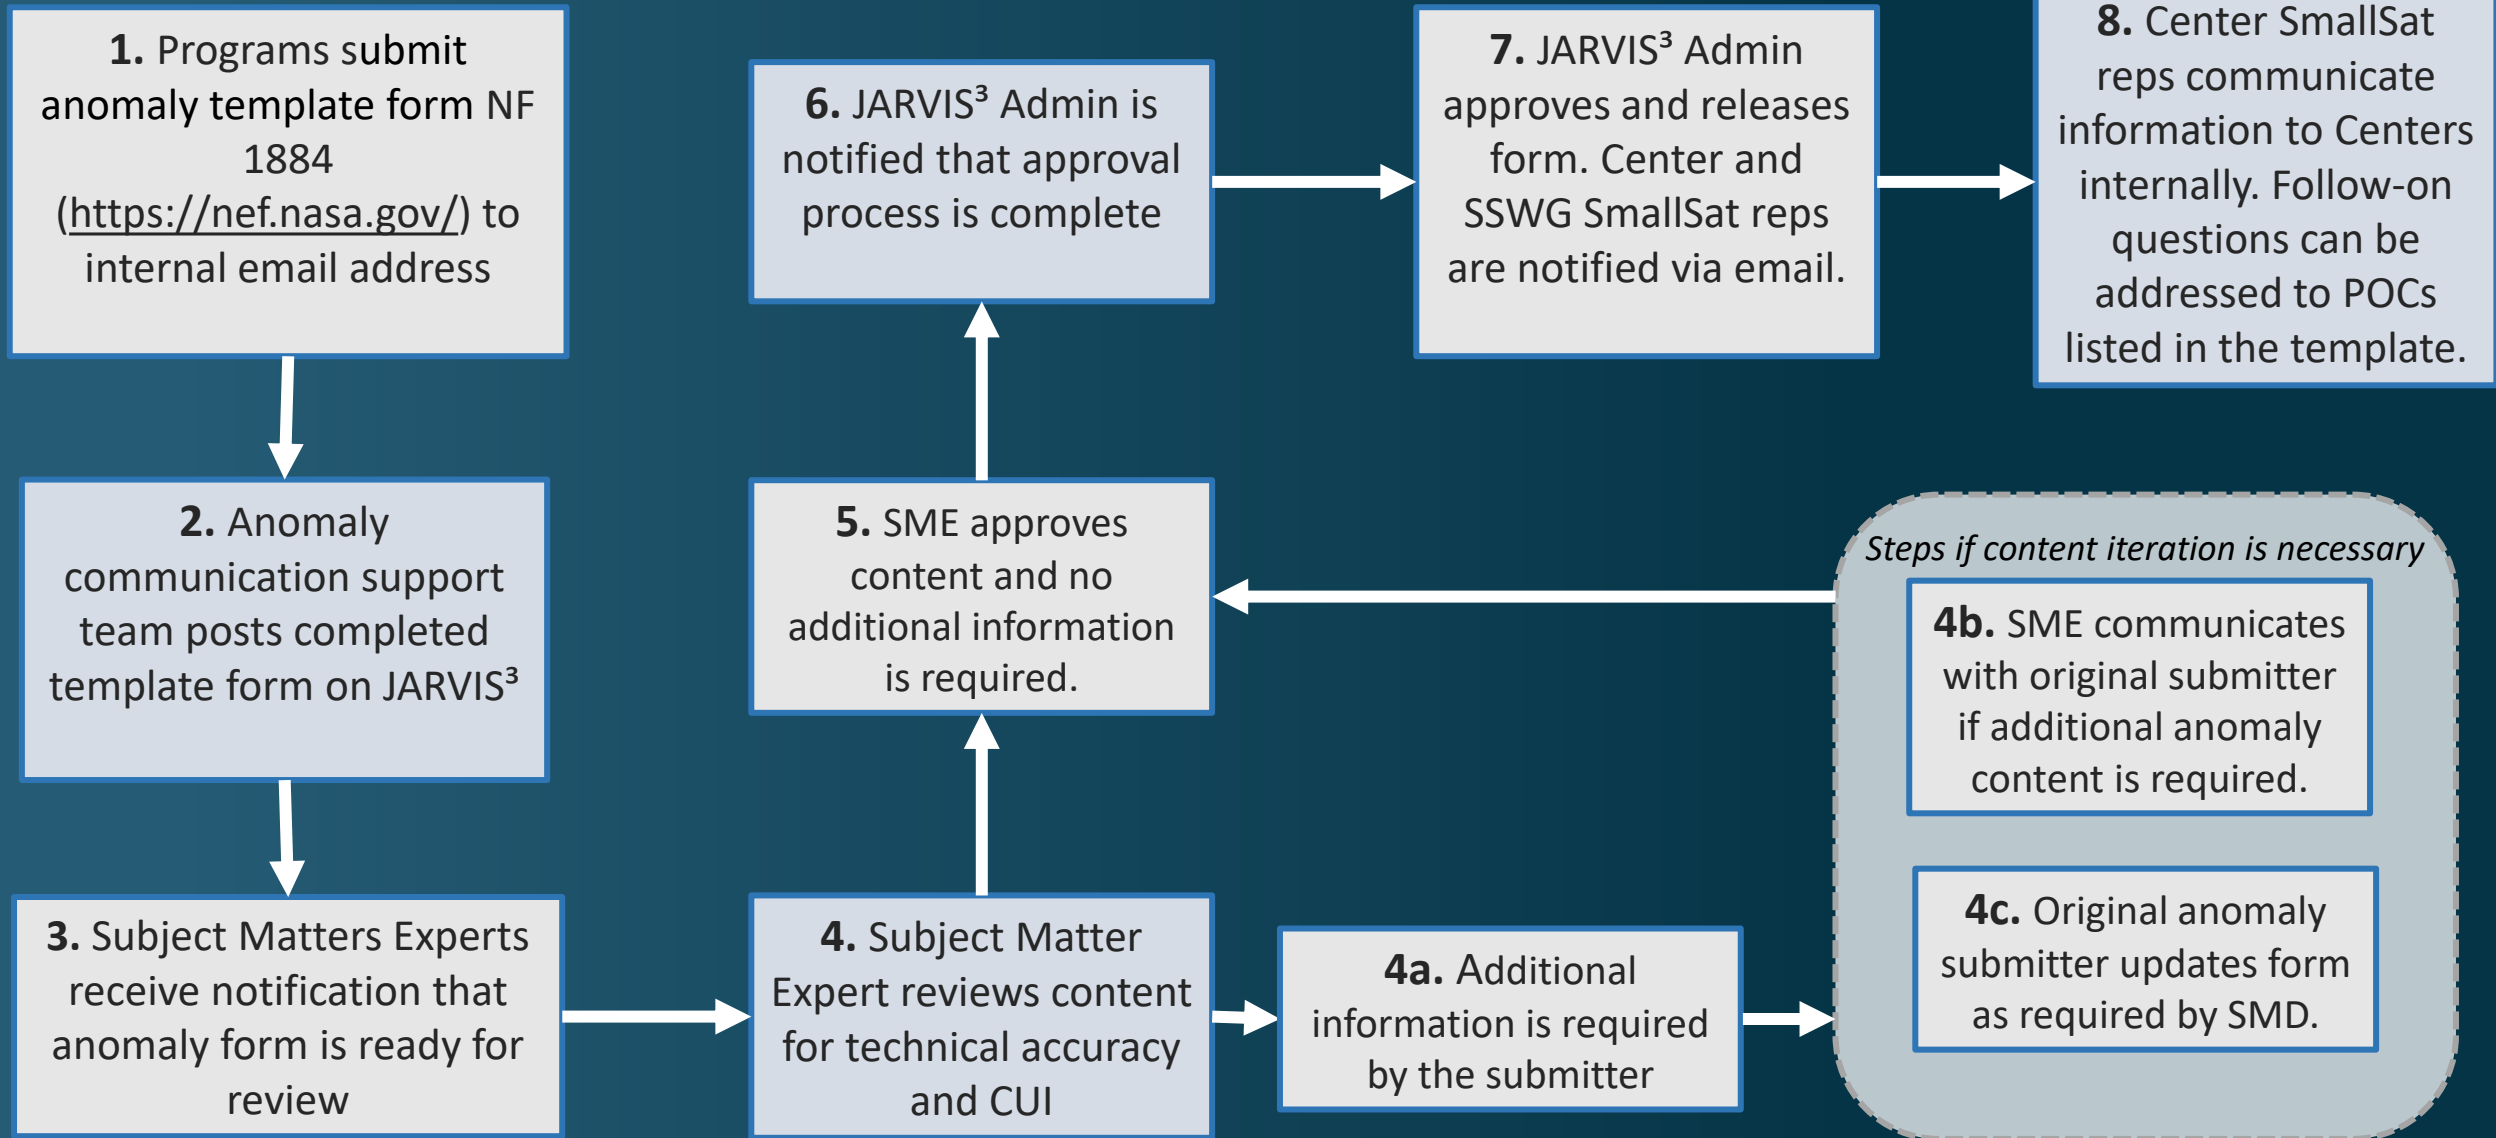 1. Programs submit
anomaly template form NF
1884
(https://nef.nasa.gov/) to
internal email address
2. Anomaly
communication support
team posts completed
template form on JARVIS³
3. Subject Matters Experts
receive notification that
anomaly form is ready for
review
4. Subject Matter
Expert reviews content
for technical accuracy
and CUI
4a. Additional
information is required
by the submitter
Steps if content iteration is necessary
4b. SME communicates
with original submitter
if additional anomaly
content is required.
4c. Original anomaly
submitter updates form
as required by SMD.
5. SME approves
content and no
additional information
is required.
6. JARVIS³ Admin is
notified that approval
process is complete
7. JARVIS³ Admin
approves and releases
form. Center and
SSWG SmallSat reps
are notified via email.
8. Center SmallSat
reps communicate
information to Centers
internally. Follow-on
questions can be
addressed to POCs
listed in the template.